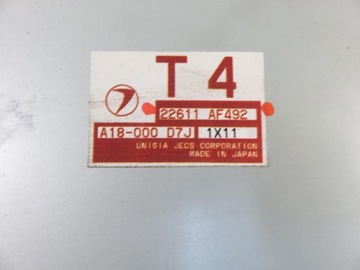 T 4
22611 AF492
A18-000 D7J 1X11
UNISIA JECS CORPORATION
MADE IN JAPAN